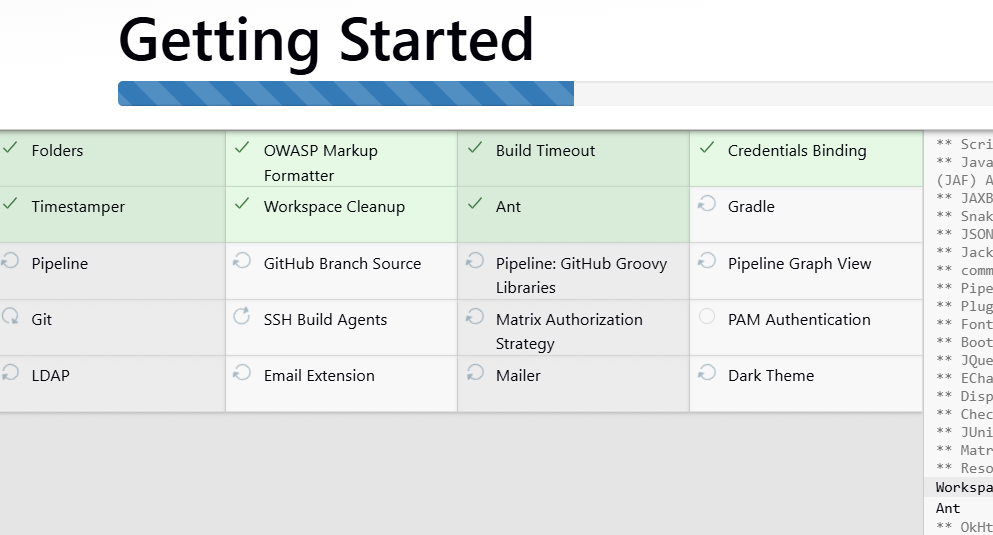 Getting Started
Folders
OWASP Markup
Formatter
Build Timeout
Credentials Binding
Timestamper
Workspace Cleanup
Ant
Gradle
Pipeline
GitHub Branch Source
Pipeline: GitHub Groovy
Libraries
Pipeline Graph View
Git
SSH Build Agents
Matrix Authorization
Strategy
PAM Authentication
LDAP
Email Extension
Mailer
Dark Theme
** Scri
** Java
(JAF) A
** JAXB
** Snak
** JSON
** Jack
** comm
** Pipe
** Plug
** Font
** Boot
** JQue
** ECha
** Disp
** Chec
** JUni
** Matr
** Reso
Workspa
Ant
** OkHt